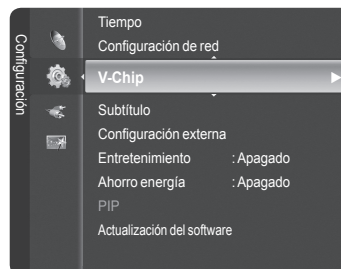 Configuración
Tiempo
Configuración de red
V-Chip
Subtítulo
Configuración externa
Entretenimiento : Apagado
Ahorro energía : Apagado
PIP
Actualización del software